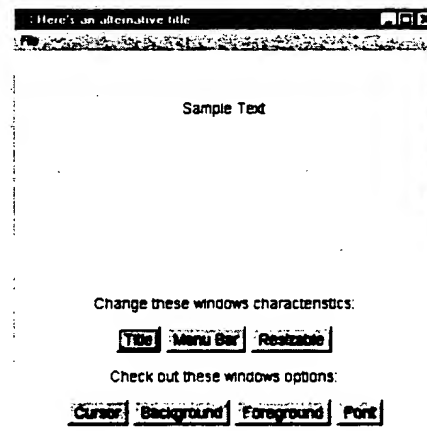 Here's an alternative title
File
Sample Text
Change these windows characteristics:
Title Menu Bar Resizable
Check out these windows options:
Cursor Background Foreground Font